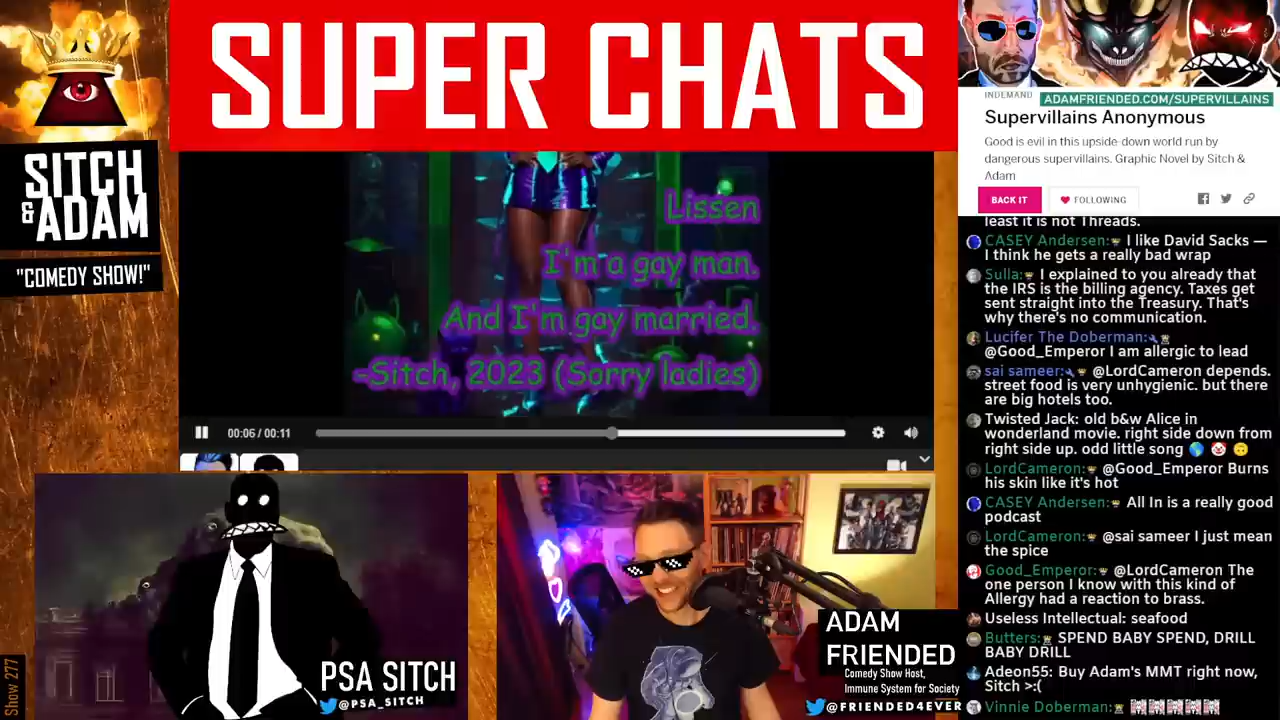 SUPER CHATS
SITCH
& ADAM
"COMEDY SHOW!"
INDEMAND
ADAMFRIENDED.COM/SUPERVILLAINS
Supervillains Anonymous
Good is evil in this upside-down world run by
dangerous supervillains. Graphic Novel by Sitch &
Adam
BACK IT
FOLLOWING
Lissen
I'm a gay man.
And I'm gay married.
-Sitch, 2023 (Sorry ladies)
00:06 / 00:11
least it is not Threads.
CASEY Andersen: I like David Sacks —
I think he gets a really bad wrap
Sulla: I explained to you already that
the IRS is the billing agency. Taxes get
sent straight into the Treasury. That's
why there's no communication.
Lucifer The Doberman:
@Good_Emperor I am allergic to lead
sai sameer: @LordCameron depends.
street food is very unhygienic. but there
are big hotels too.
Twisted Jack: old b&w Alice in
wonderland movie. right side down from
right side up. odd little song 🌎 🤡 🙃
LordCameron: @Good_Emperor Burns
his skin like it's hot
CASEY Andersen: All In is a really good
podcast
LordCameron: @sai sameer I just mean
the spice
Good_Emperor: @LordCameron The
one person I know with this kind of
Allergy had a reaction to brass.
Useless Intellectual: seafood
Butters: SPEND BABY SPEND, DRILL
BABY DRILL
Adeon55: Buy Adam's MMT right now,
Sitch >:(
Vinnie Doberman:
PSA SITCH
@PSA_SITCH
ADAM
FRIENDED
Comedy Show Host,
Immune System for Society
@FRIENDED4EVER
Show 277